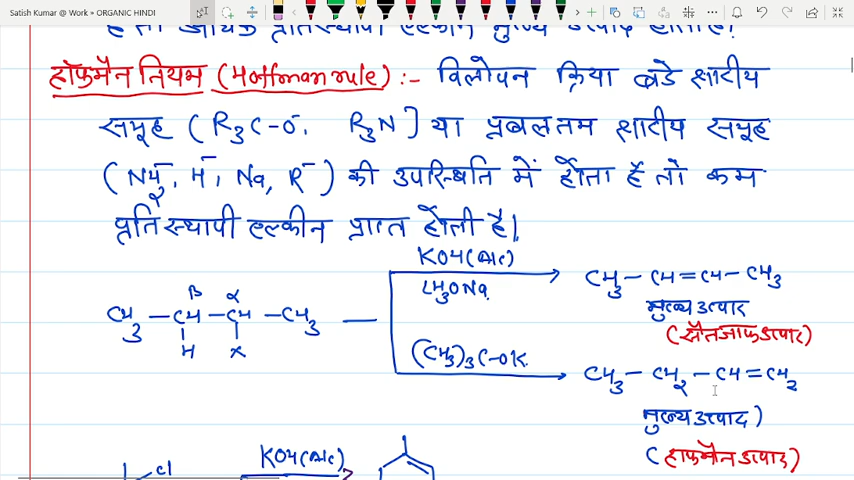 Satish Kumar @ Work » ORGANIC HINDI
हॉफमैन नियम (Hoffman rule) :- विलोपन क्रिया बडे क्षारीय
समूह (R3C-O-, R3N] या प्रबलतम क्षारीय समूह
(NH2-, H-, Na, R-) की उपस्थिति में होता है तो कम
प्रतिस्थापी एल्कीन प्राप्त होती है।
KOH(Alc)
CH3ONa
CH3 - CH = CH - CH3
मुख्य उत्पाद
(सैतजाफ उत्पाद)
β α
CH3 - CH - CH - CH3
H X
(CH3)3C-OK
CH3 - CH2 - CH = CH2
मुख्य उत्पाद)
(हाफमैन उत्पाद)
KOH(Alc)
Cl